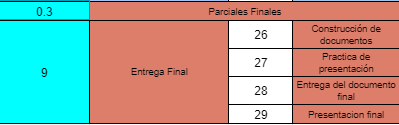 0.3 Parciales Finales
9 Entrega Final
26 Construcción de
documentos
27 Practica de
presentación
28 Entrega del documento
final
29 Presentacion final